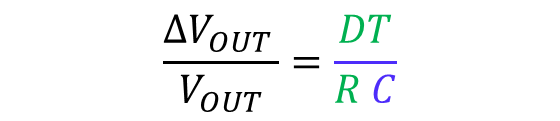 ΔV_OUT / V_OUT = DT / R C